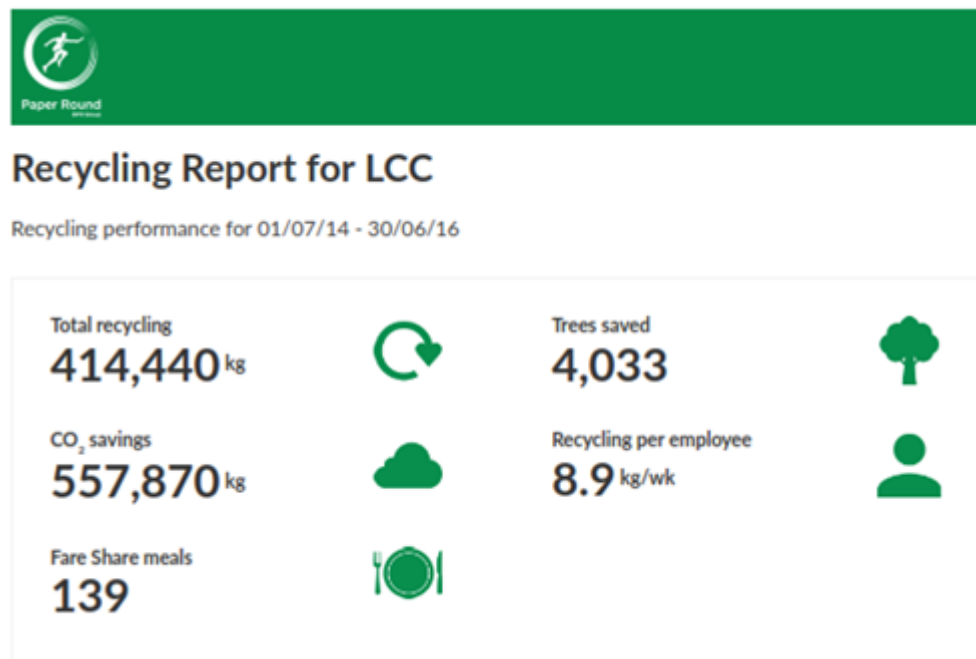 Paper Round
Recycling Report for LCC
Recycling performance for 01/07/14 - 30/06/16
Total recycling
414,440 kg
Trees saved
4,033
CO₂ savings
557,870 kg
Recycling per employee
8.9 kg/wk
Fare Share meals
139